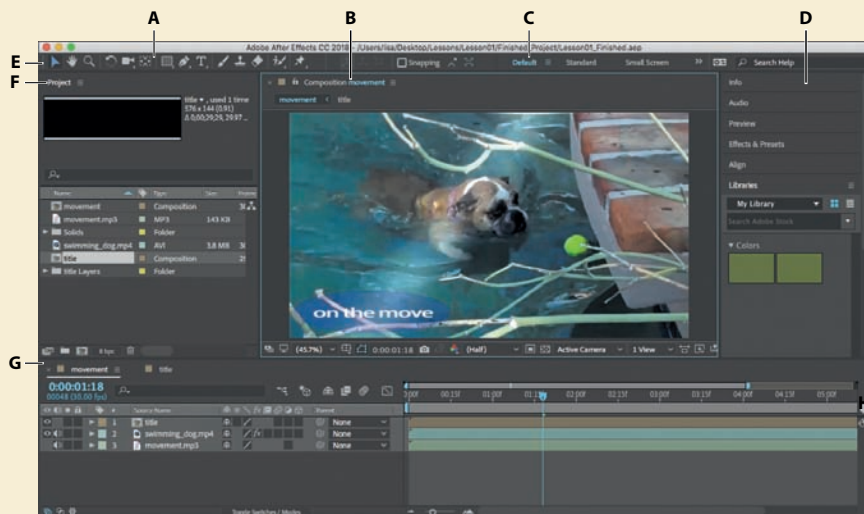 A B C D
E
F
G
H
Adobe After Effects CC 2018 - /Users/lisa/Desktop/Lessons/Lesson01/Finished_Project/Lesson01_Finished.aep
Snapping Default Standard Small Screen Search Help
Project
title, used 1 time
576 x 144 (0.91)
Δ 0;00;29;29, 29.97 ...
Name Type Size Frame
movement Composition
movement.mp3 MP3 143 KB
Solids Folder
swimming_dog.mp4 AVI 3.8 MB
title Composition
title Layers Folder
8 bpc
Composition movement
movement title
on the move
(45.7%) 0:00:01:18 (Half) Active Camera 1 View
Info
Audio
Preview
Effects & Presets
Align
Libraries
My Library
Search Adobe Stock
Colors
movement title
0:00:01:18
00048 (30.00 fps)
# Source Name Parent
1 title None
2 swimming_dog.mp4 None
3 movement.mp3 None
00:15f 01:00f 02:00f 02:15f 03:00f 03:15f 04:00f 04:15f 05:00f
Toggle Switches / Modes